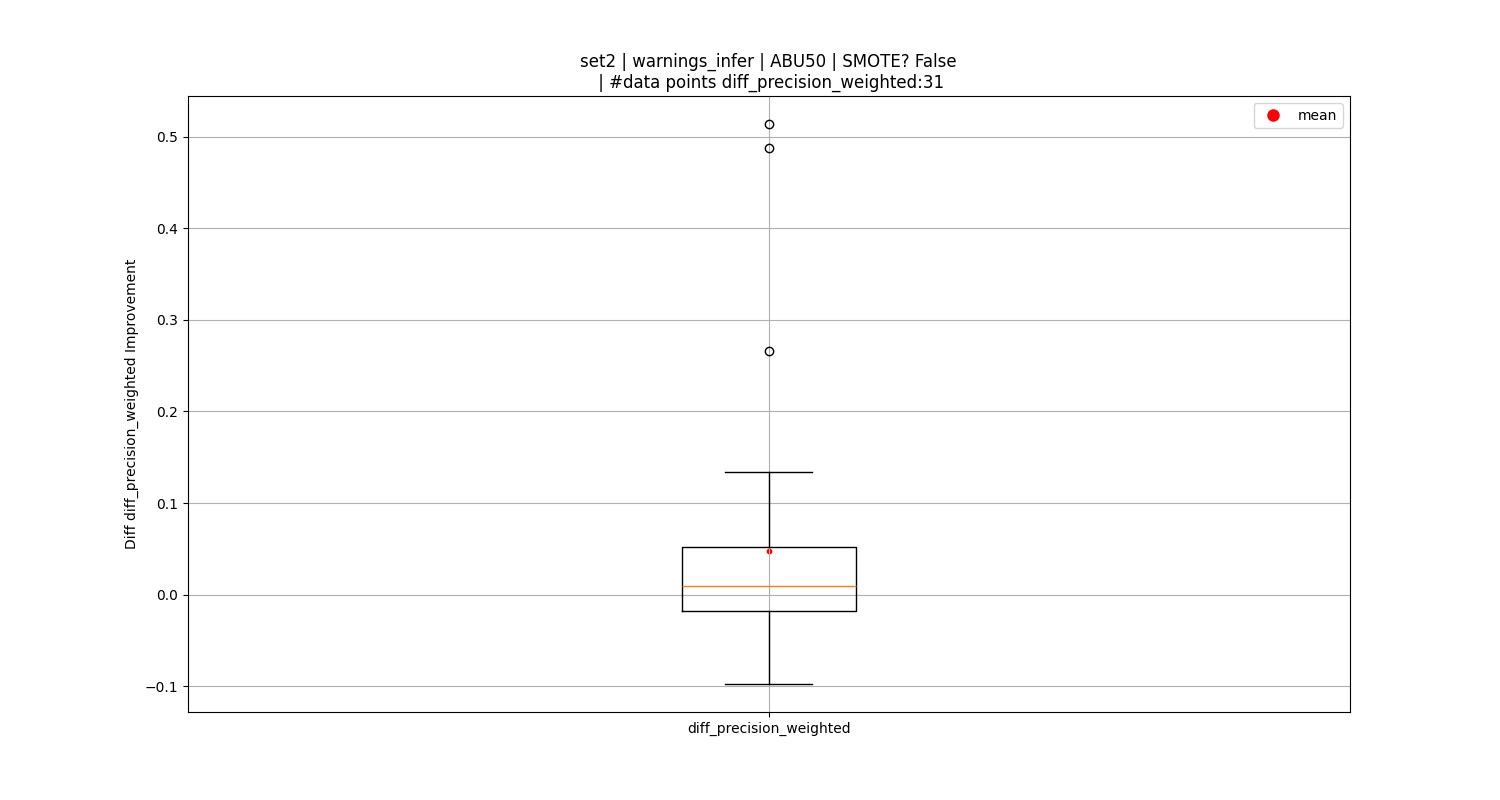 set2 | warnings_infer | ABU50 | SMOTE? False
| #data points diff_precision_weighted:31
mean
0.5
0.4
0.3
0.2
0.1
0.0
−0.1
Diff diff_precision_weighted Improvement
diff_precision_weighted